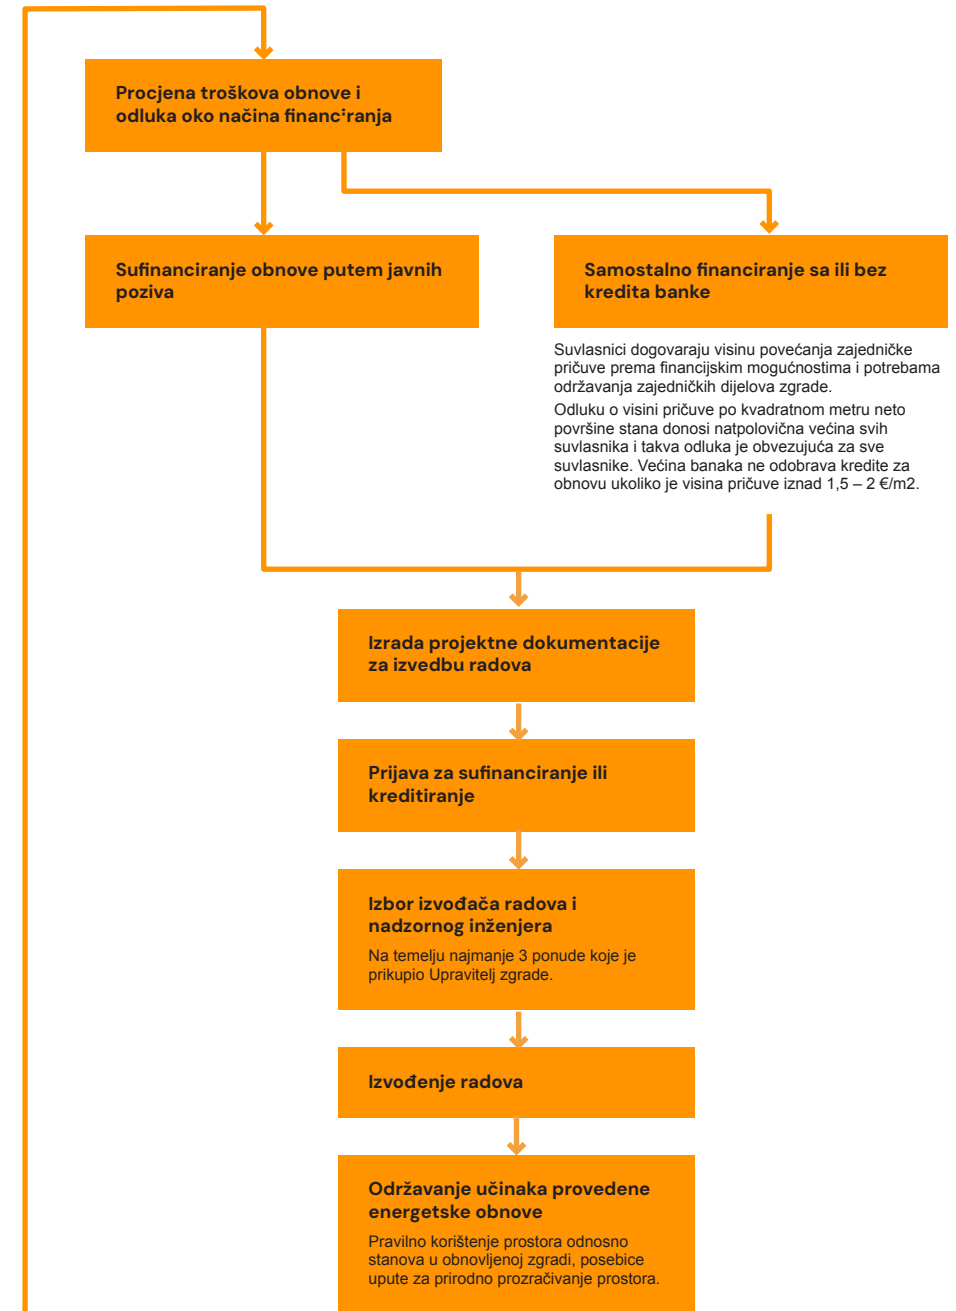 Procjena troškova obnove i
odluka oko načina financiranja
Sufinanciranje obnove putem javnih
poziva
Samostalno financiranje sa ili bez
kredita banke
Suvlasnici dogovaraju visinu povećanja zajedničke
pričuve prema financijskim mogućnostima i potrebama
održavanja zajedničkih dijelova zgrade.
Odluku o visini pričuve po kvadratnom metru neto
površine stana donosi natpolovična većina svih
suvlasnika i takva odluka je obvezujuća za sve
suvlasnike. Većina banaka ne odobrava kredite za
obnovu ukoliko je visina pričuve iznad 1,5 – 2 €/m2.
Izrada projektne dokumentacije
za izvedbu radova
Prijava za sufinanciranje ili
kreditiranje
Izbor izvođača radova i
nadzornog inženjera
Na temelju najmanje 3 ponude koje je
prikupio Upravitelj zgrade.
Izvođenje radova
Održavanje učinaka provedene
energetske obnove
Pravilno korištenje prostora odnosno
stanova u obnovljenoj zgradi, posebice
upute za prirodno prozračivanje prostora.